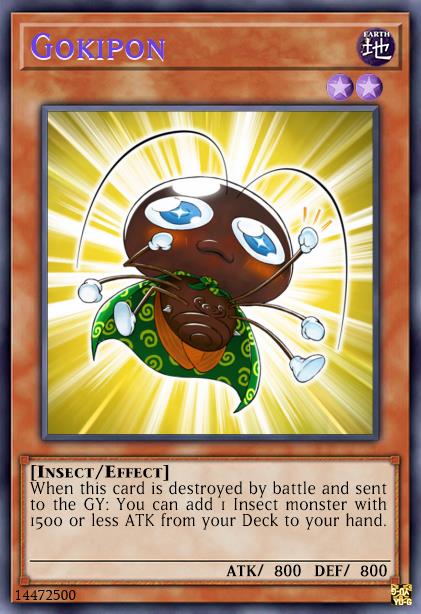 Gokipon
EARTH
地
[Insect/Effect]
When this card is destroyed by battle and sent
to the GY: You can add 1 Insect monster with
1500 or less ATK from your Deck to your hand.
ATK/ 800 DEF/ 800
14472500